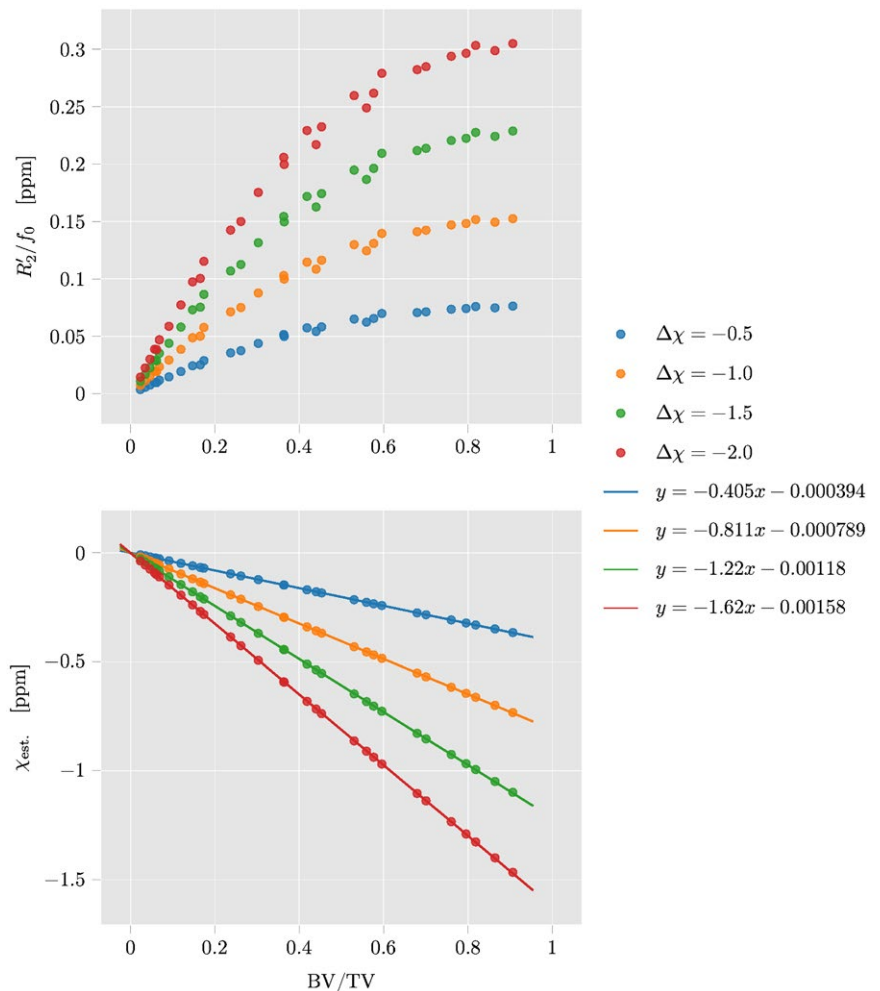 0.3
0.25
0.2
0.15
0.1
0.05
0
R′₂/f₀ [ppm]
0 0.2 0.4 0.6 0.8 1
Δχ = −0.5
Δχ = −1.0
Δχ = −1.5
Δχ = −2.0
y = −0.405x − 0.000394
y = −0.811x − 0.000789
y = −1.22x − 0.00118
y = −1.62x − 0.00158
0
−0.5
−1
−1.5
χest. [ppm]
0 0.2 0.4 0.6 0.8 1
BV/TV